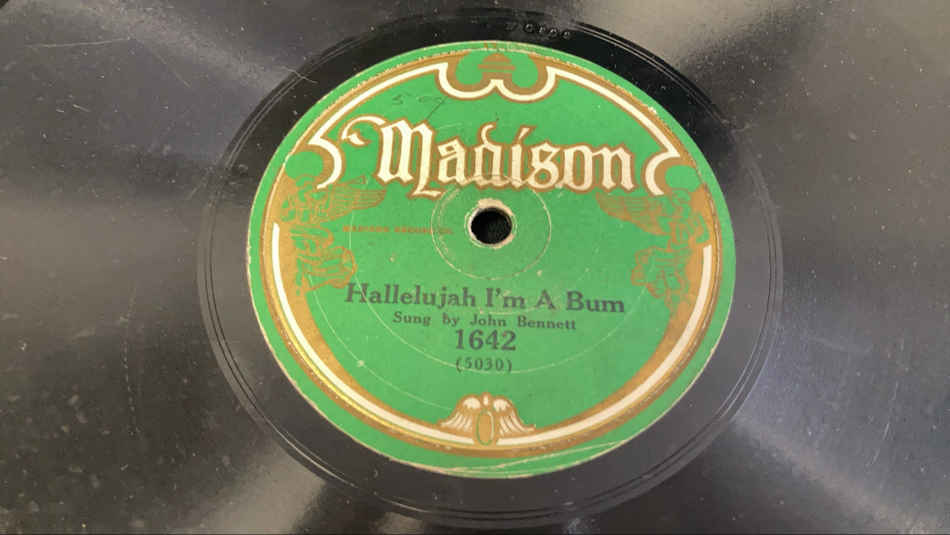 Madison
Hallelujah I'm A Bum
Sung by John Bennett
1642
(5030)